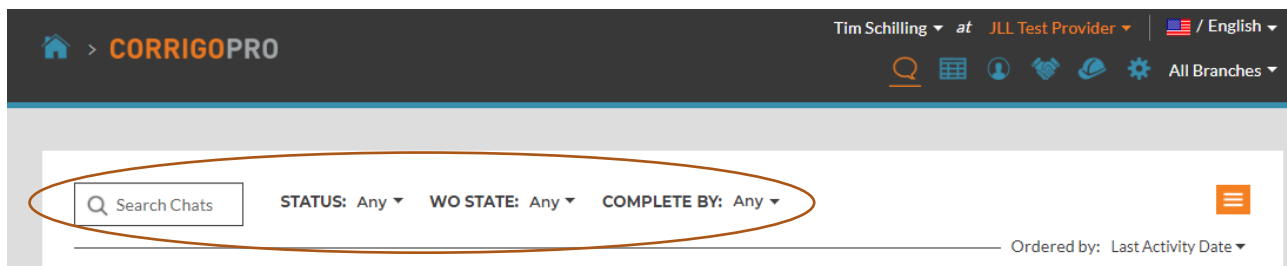 Tim Schilling at JLL Test Provider / English
> CORRIGOPRO
All Branches
Search Chats STATUS: Any WO STATE: Any COMPLETE BY: Any
Ordered by: Last Activity Date